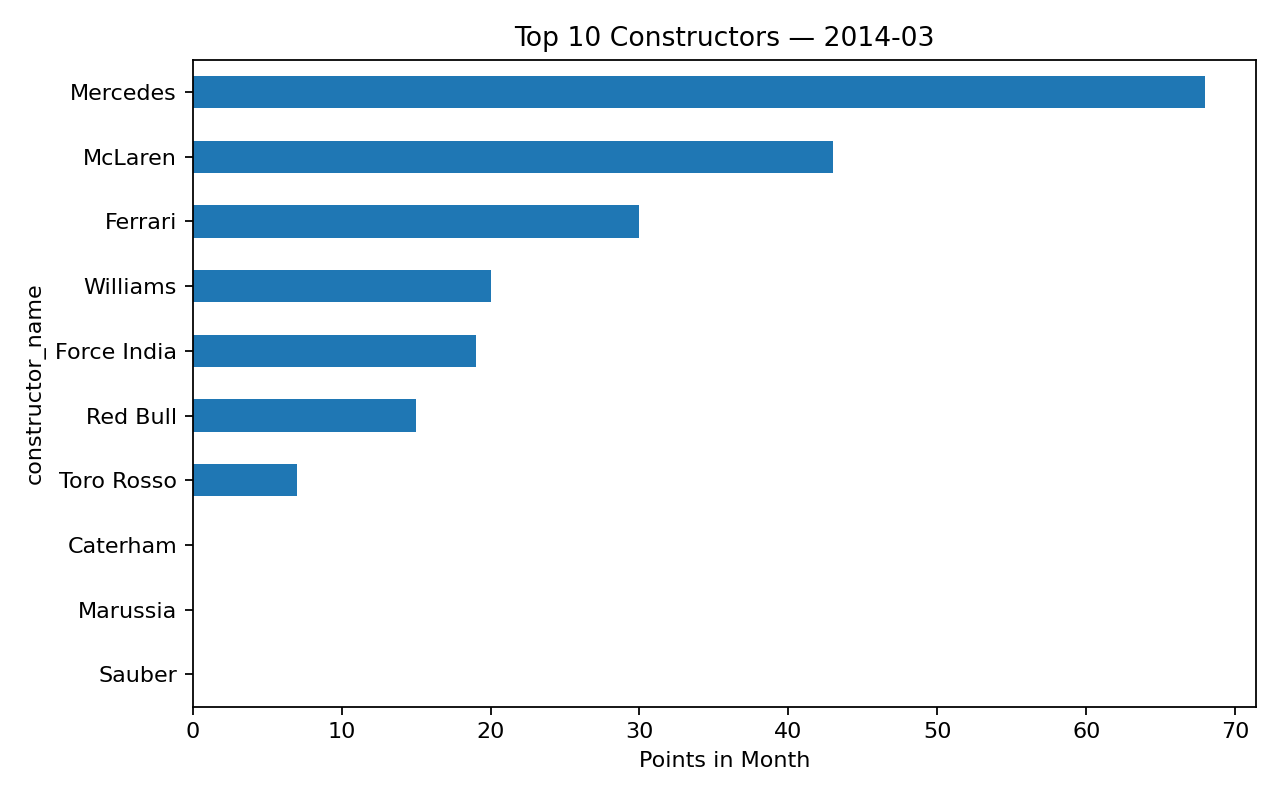 Top 10 Constructors — 2014-03
constructor_name
Mercedes
McLaren
Ferrari
Williams
Force India
Red Bull
Toro Rosso
Caterham
Marussia
Sauber
0 10 20 30 40 50 60 70
Points in Month